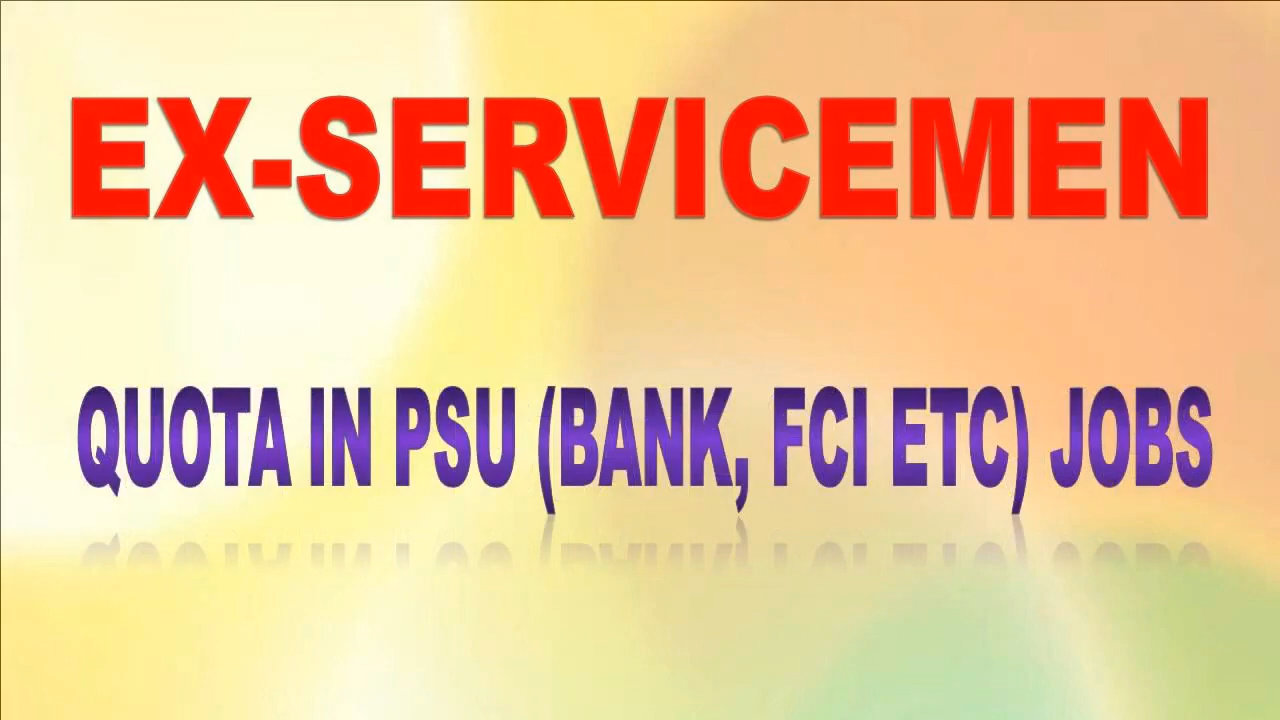 EX-SERVICEMEN
QUOTA IN PSU (BANK, FCI ETC) JOBS